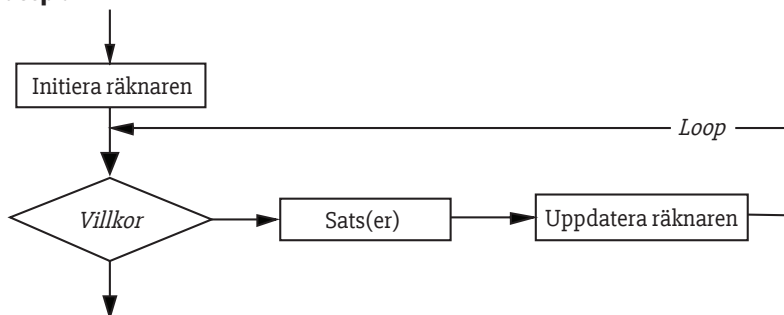 Initiera räknaren
Loop
Villkor
Sats(er)
Uppdatera räknaren